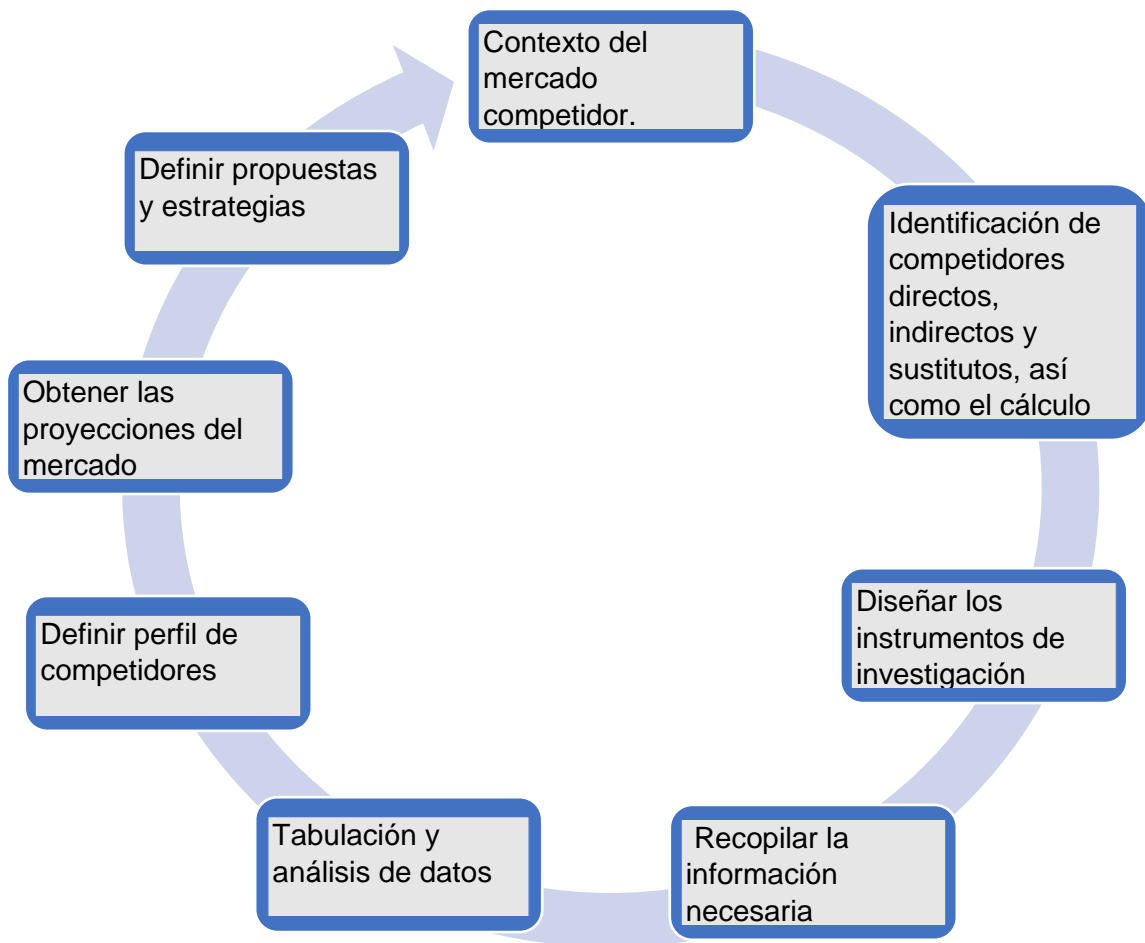 Contexto del
mercado
competidor.
Identificación de
competidores
directos,
indirectos y
sustitutos, así
como el cálculo
Diseñar los
instrumentos de
investigación
Recopilar la
información
necesaria
Tabulación y
análisis de datos
Definir perfil de
competidores
Obtener las
proyecciones del
mercado
Definir propuestas
y estrategias